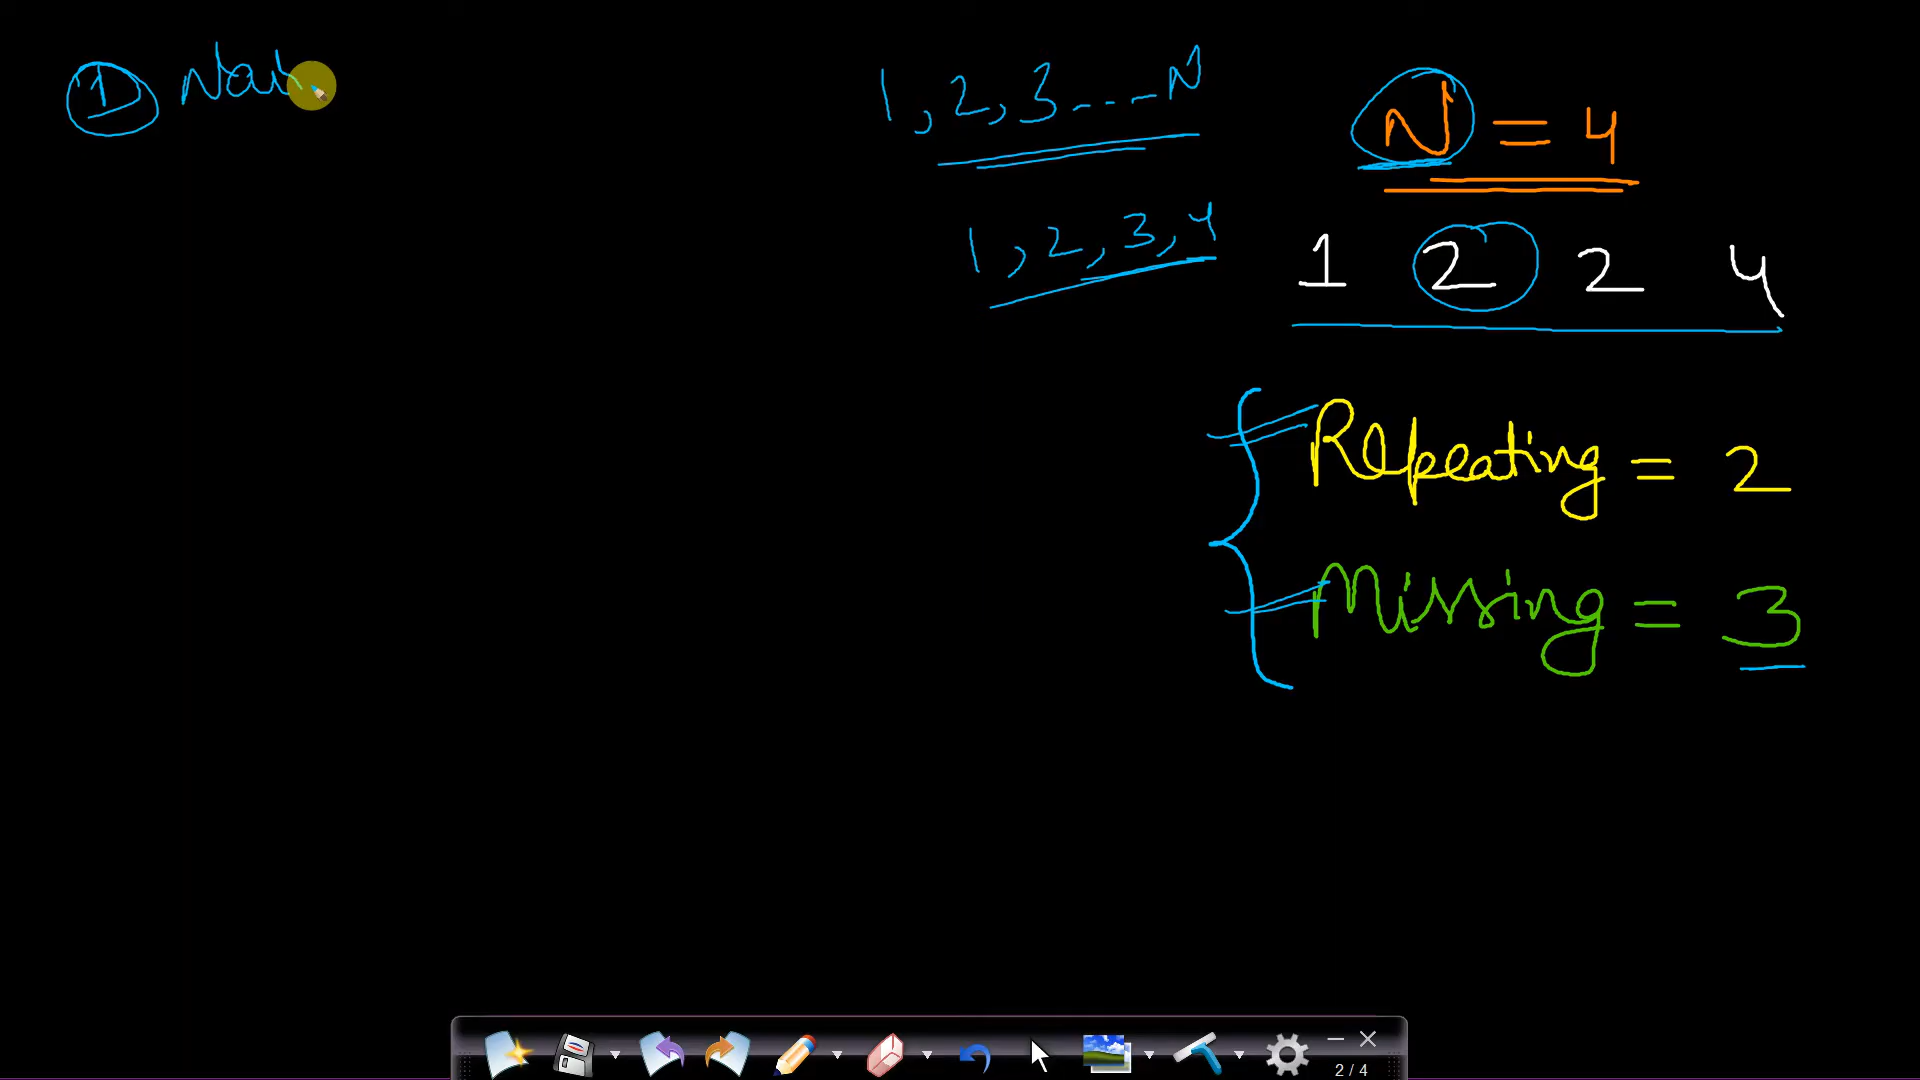 1
1, 2, 3 ---- N
N = 4
1, 2, 3, 4
1 2 2 4
Repeating = 2
Missing = 3
2 / 4